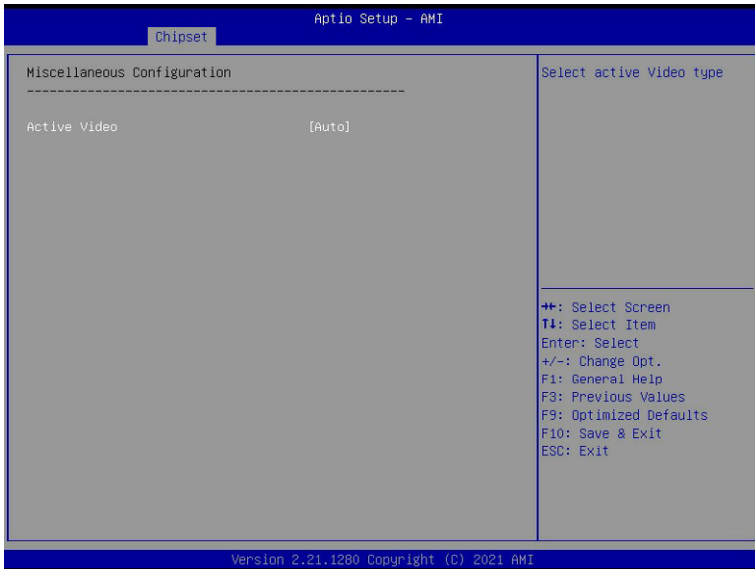 Aptio Setup – AMI
Chipset
Miscellaneous Configuration
--------------------------------------------------
Active Video [Auto]
Select active Video type
→←: Select Screen
↑↓: Select Item
Enter: Select
+/-: Change Opt.
F1: General Help
F3: Previous Values
F9: Optimized Defaults
F10: Save & Exit
ESC: Exit
Version 2.21.1280 Copyright (C) 2021 AMI